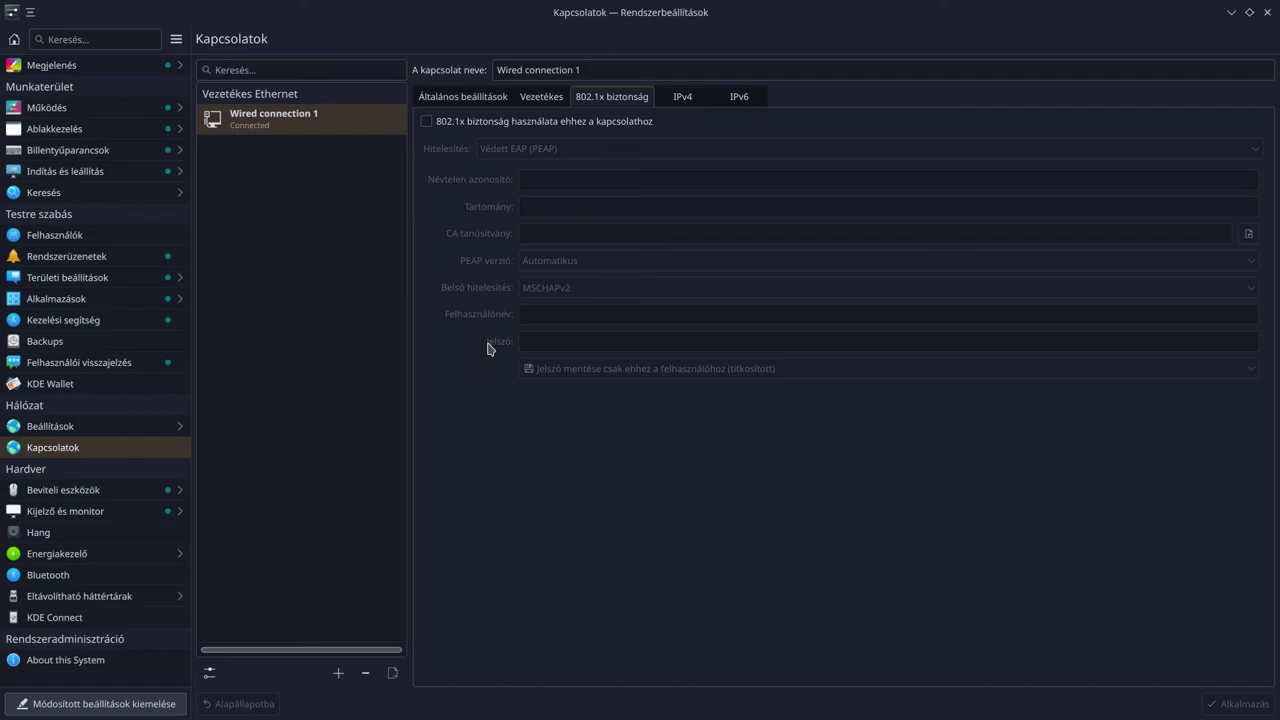 Kapcsolatok — Rendszerbeállítások
Keresés...
Kapcsolatok
Megjelenés
Munkaterület
Működés
Ablakkezelés
Billentyűparancsok
Indítás és leállítás
Keresés
Testre szabás
Felhasználók
Rendszerüzenetek
Területi beállítások
Alkalmazások
Kezelési segítség
Backups
Felhasználói visszajelzés
KDE Wallet
Hálózat
Beállítások
Kapcsolatok
Hardver
Beviteli eszközök
Kijelző és monitor
Hang
Energiakezelő
Bluetooth
Eltávolítható háttértárak
KDE Connect
Rendszeradminisztráció
About this System
Módosított beállítások kiemelése
Keresés...
Vezetékes Ethernet
Wired connection 1
Connected
Alapállapotba
A kapcsolat neve: Wired connection 1
Általános beállítások Vezetékes 802.1x biztonság IPv4 IPv6
802.1x biztonság használata ehhez a kapcsolathoz
Hitelesítés: Védett EAP (PEAP)
Névtelen azonosító:
Tartomány:
CA tanúsítvány:
PEAP verzió: Automatikus
Belső hitelesítés: MSCHAPv2
Felhasználónév:
Jelszó:
Jelszó mentése csak ehhez a felhasználóhoz (titkosított)
Alkalmazás